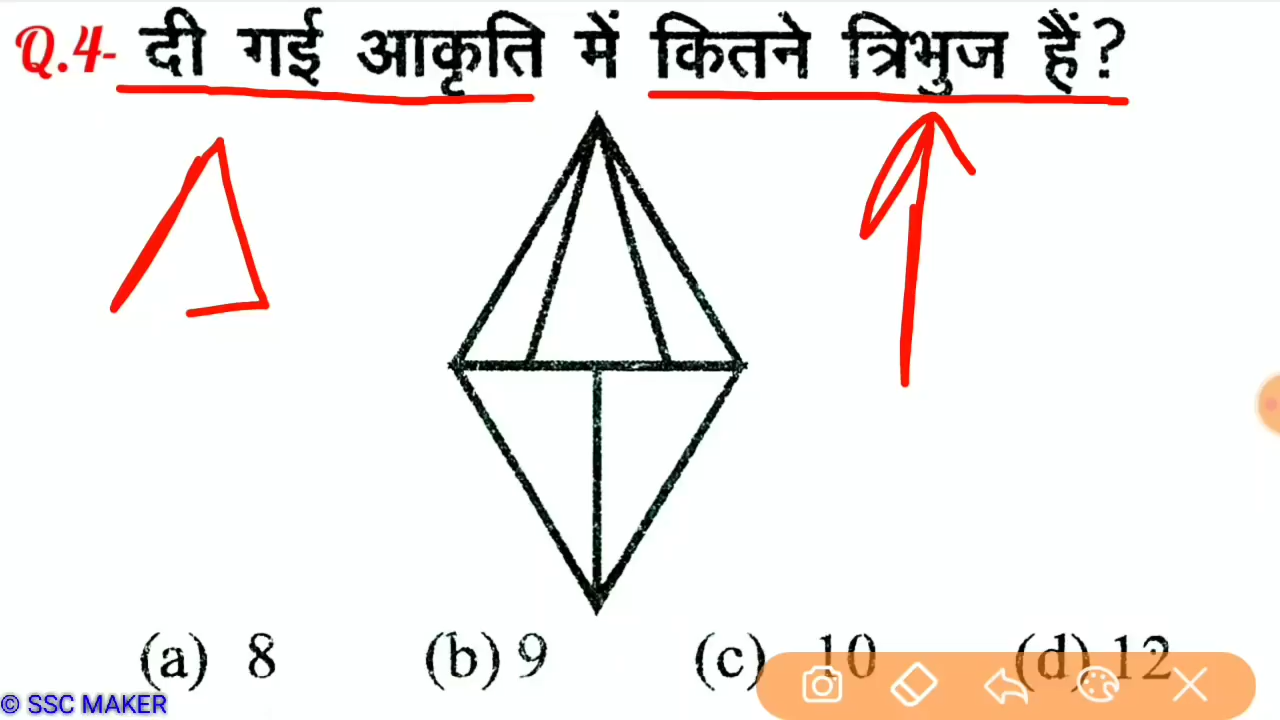 Q.4- दी गई आकृति में कितने त्रिभुज हैं?
(a) 8 (b) 9 (c) 10 (d) 12
© SSC MAKER